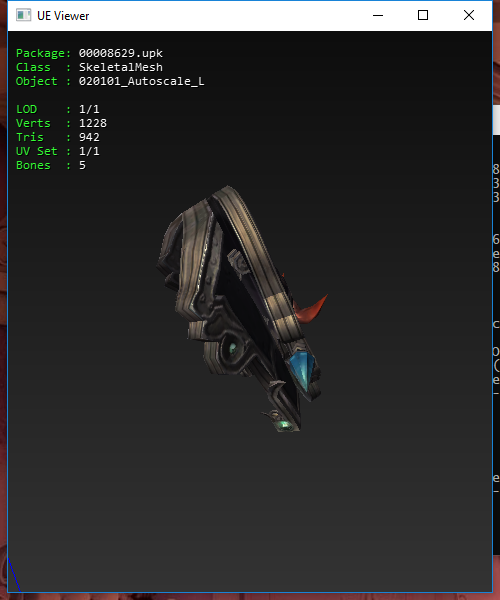 UE Viewer
Package: 00008629.upk
Class : SkeletalMesh
Object : 020101_Autoscale_L
LOD : 1/1
Verts : 1228
Tris : 942
UV Set : 1/1
Bones : 5